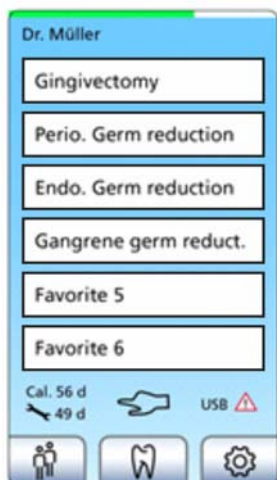 Dr. Müller
Gingivectomy
Perio. Germ reduction
Endo. Germ reduction
Gangrene germ reduct.
Favorite 5
Favorite 6
Cal. 56 d
49 d
USB